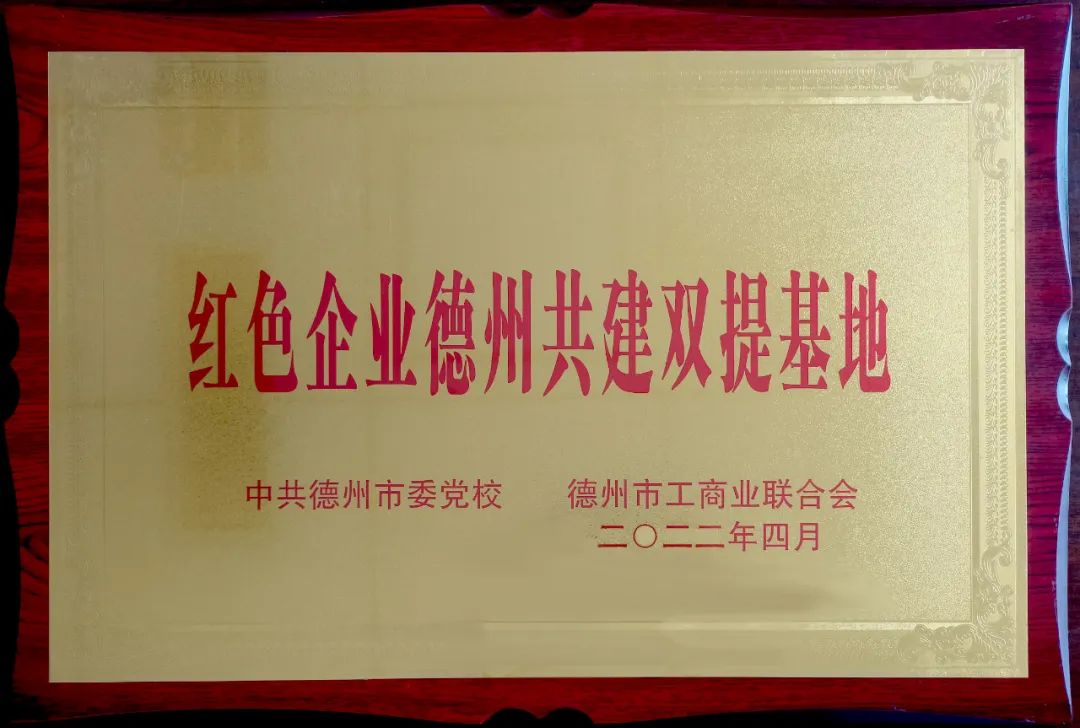 红色企业德州共建双提基地
中共德州市委党校 德州市工商业联合会
二〇二二年四月